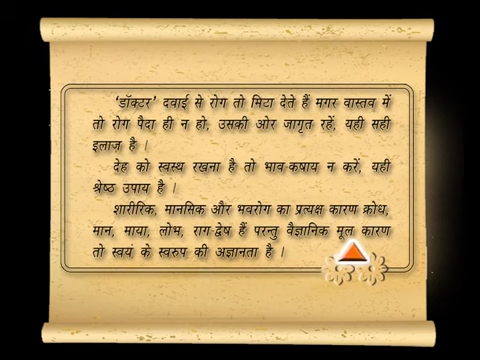 ‘डॉक्टर’ दवाई से रोग तो मिटा देते हैं मगर वास्तव में
तो रोग पैदा ही न हो, उसकी ओर जागृत रहें, यही सही
इलाज़ है ।
देह को स्वस्थ रखना है तो भाव-कषाय न करें, यही
श्रेष्ठ उपाय है ।
शारीरिक, मानसिक और भवरोग का प्रत्यक्ष कारण क्रोध,
मान, माया, लोभ, राग-द्वेष हैं परन्तु वैज्ञानिक मूल कारण
तो स्वयं के स्वरुप की अज्ञानता है ।